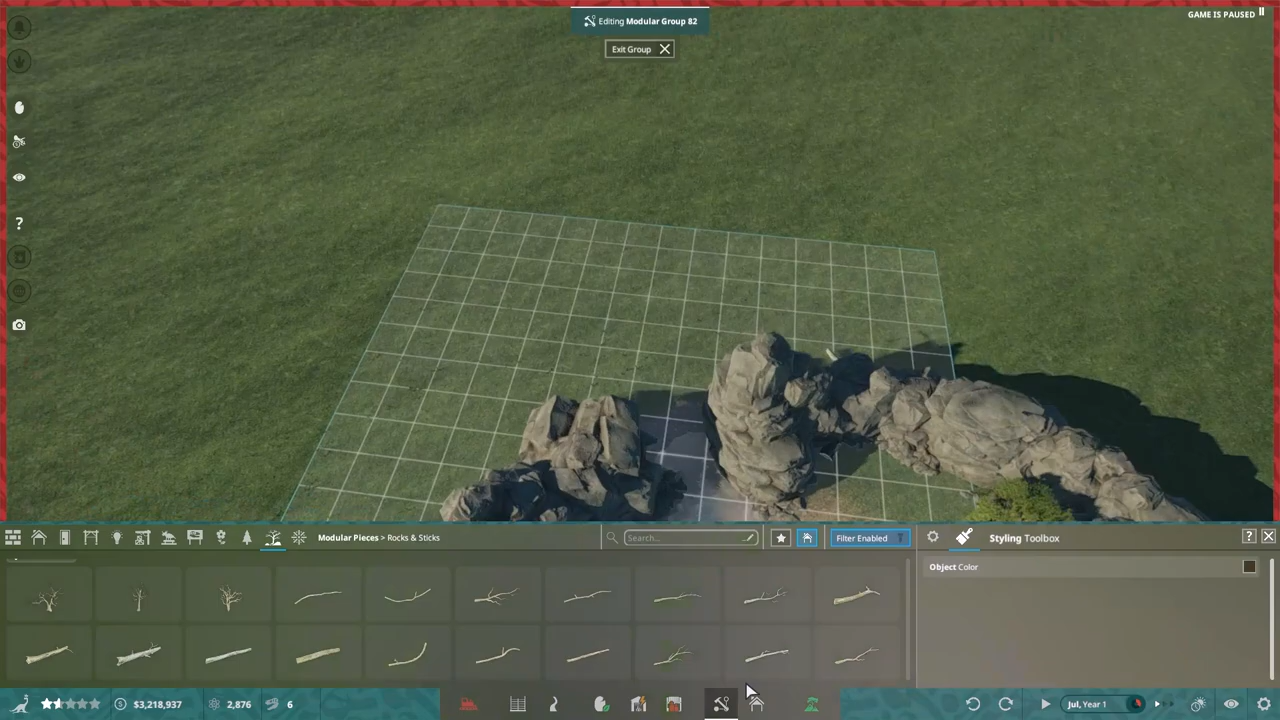 Editing Modular Group 82
GAME IS PAUSED
Exit Group
?
Modular Pieces > Rocks & Sticks
Search...
Filter Enabled
Styling Toolbox
?
Object Color
$3,218,937
2,876
6
Jul, Year 1